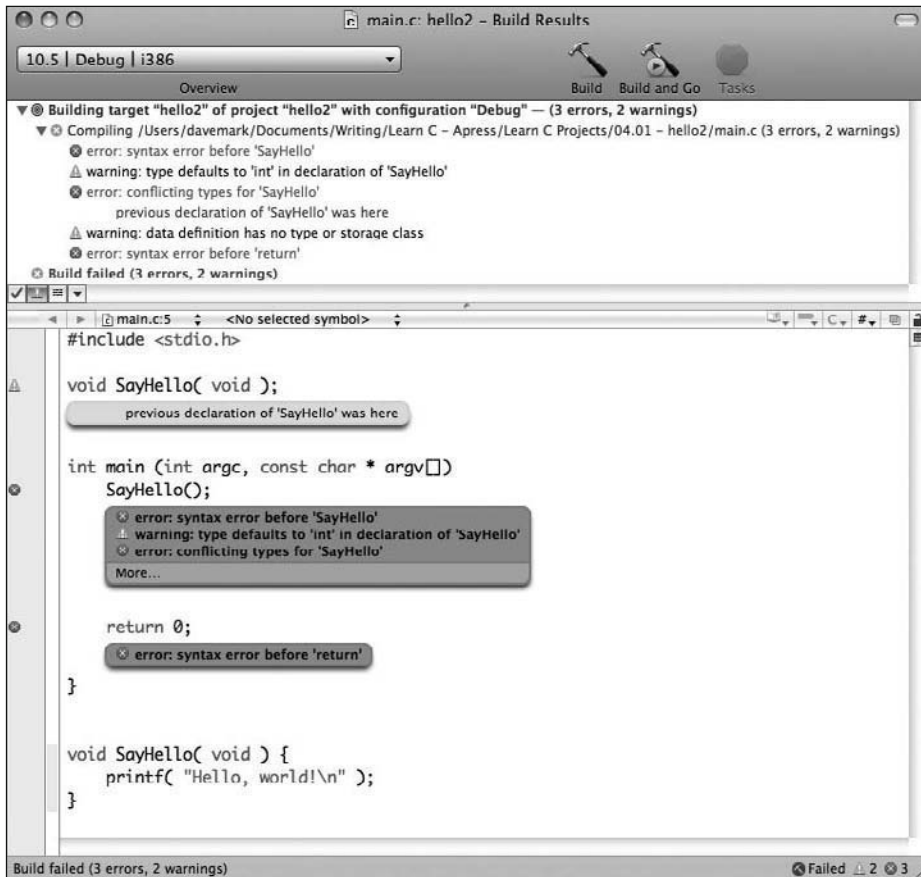 main.c: hello2 – Build Results
10.5 | Debug | i386
Overview
Build Build and Go Tasks
Building target “hello2” of project “hello2” with configuration “Debug” — (3 errors, 2 warnings)
Compiling /Users/davemark/Documents/Writing/Learn C - Apress/Learn C Projects/04.01 - hello2/main.c (3 errors, 2 warnings)
error: syntax error before 'SayHello'
warning: type defaults to 'int' in declaration of 'SayHello'
error: conflicting types for 'SayHello'
previous declaration of 'SayHello' was here
warning: data definition has no type or storage class
error: syntax error before 'return'
Build failed (3 errors, 2 warnings)
main.c:5 <No selected symbol> C #
#include <stdio.h>
void SayHello( void );
previous declaration of 'SayHello' was here
int main (int argc, const char * argv[])
SayHello();
error: syntax error before 'SayHello'
warning: type defaults to 'int' in declaration of 'SayHello'
error: conflicting types for 'SayHello'
More...
return 0;
error: syntax error before 'return'
}
void SayHello( void ) {
printf( "Hello, world!\n" );
}
Build failed (3 errors, 2 warnings) Failed 2 3